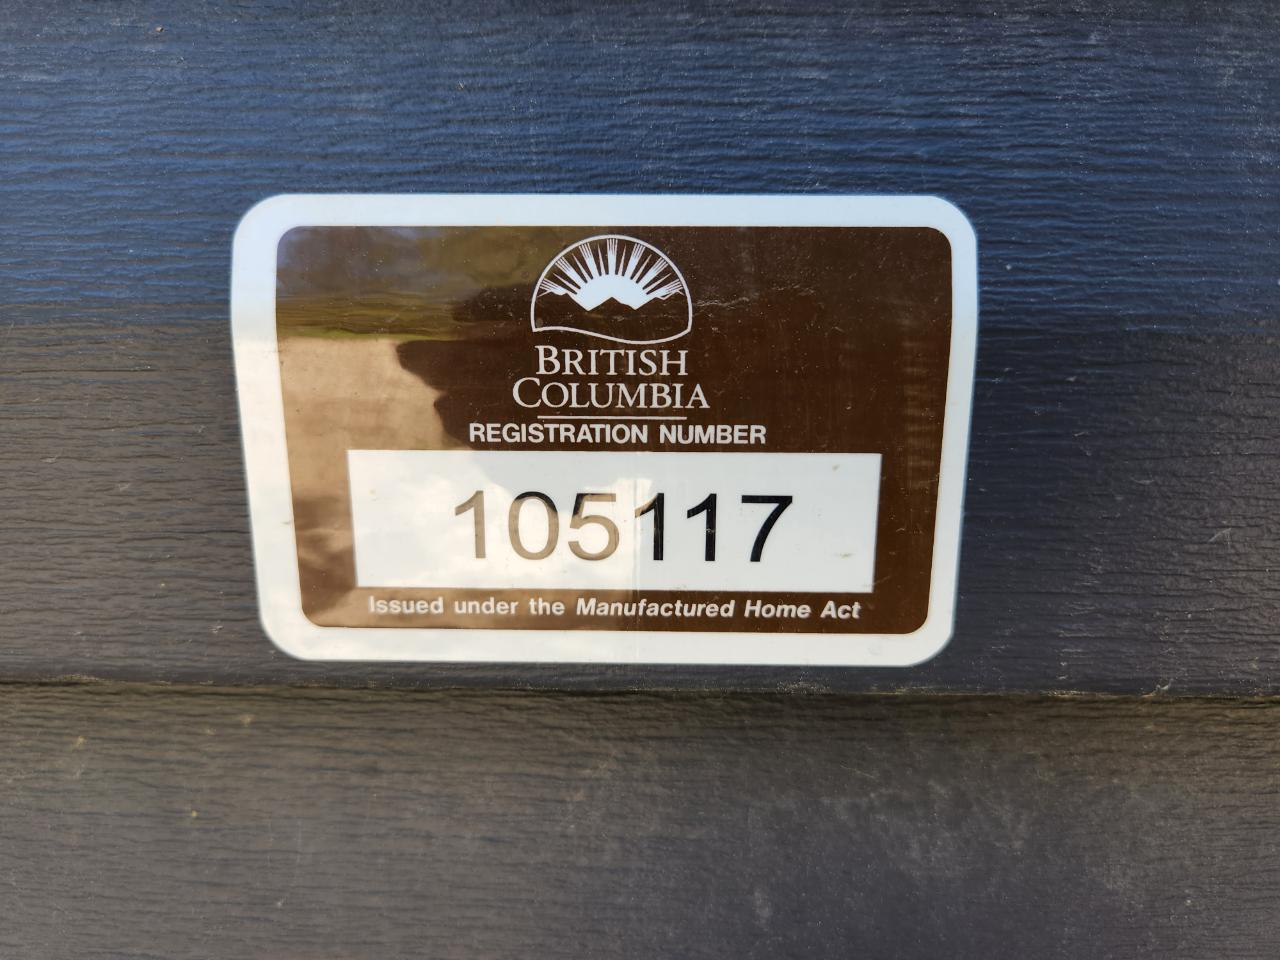 BRITISH
COLUMBIA
REGISTRATION NUMBER
105117
Issued under the Manufactured Home Act